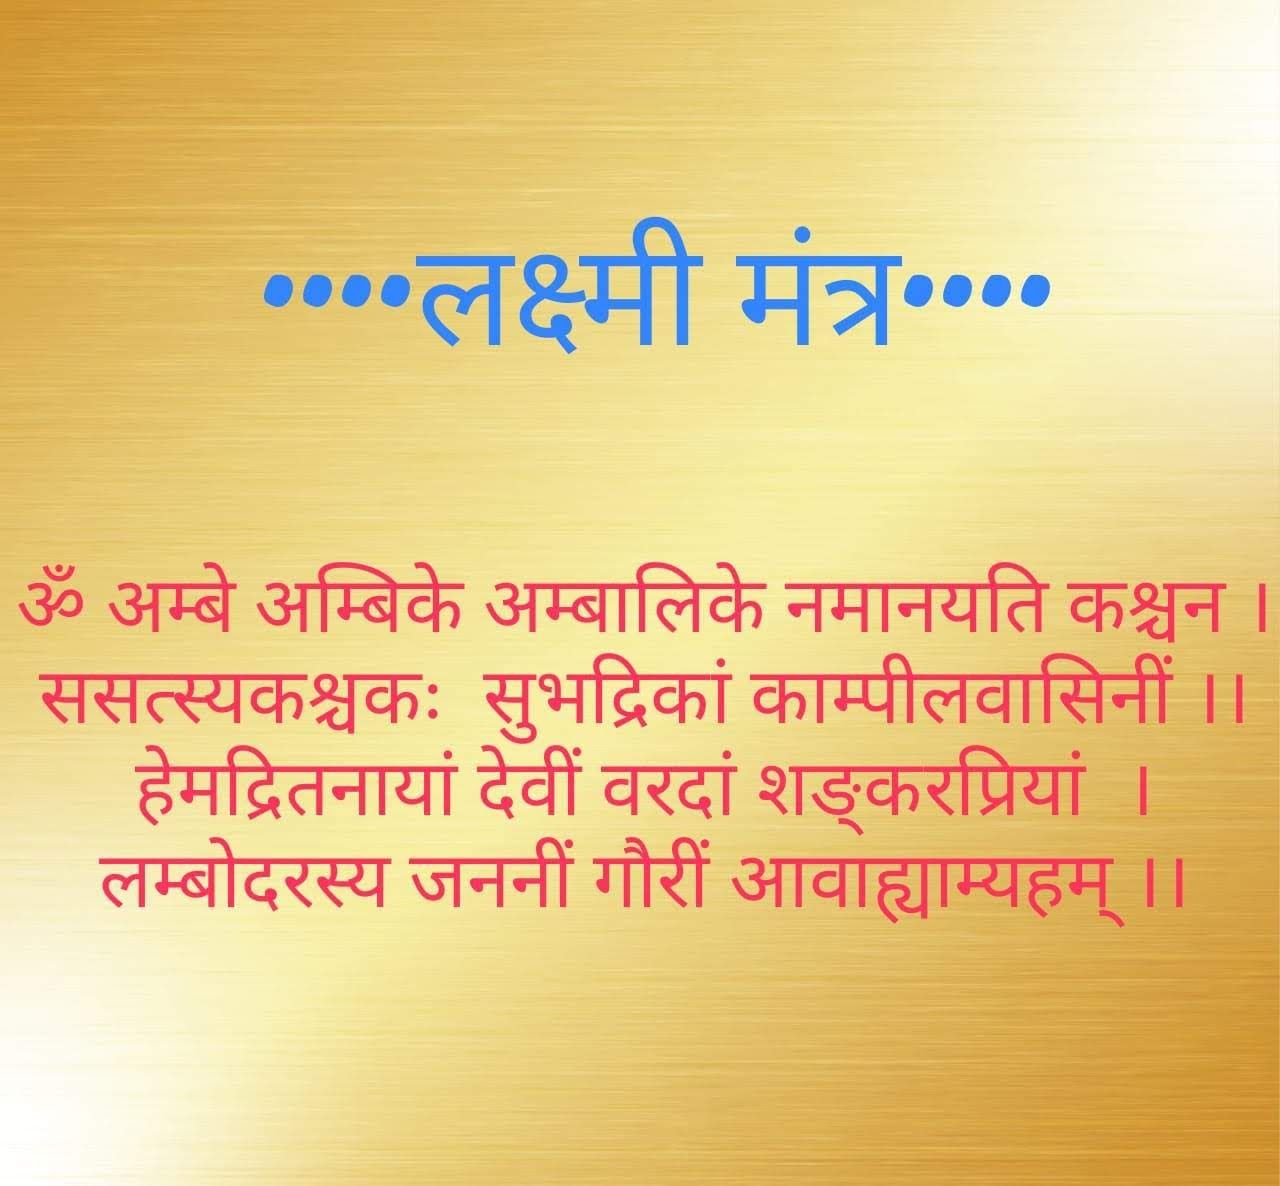 ••••लक्ष्मी मंत्र••••
ॐ अम्बे अम्बिके अम्बालिके नमानयति कश्चन ।
ससत्स्यकश्चकः सुभद्रिकां काम्पीलवासिनीं ।।
हेमद्रितनायां देवीं वरदां शङ्करप्रियां ।
लम्बोदरस्य जननीं गौरीं आवाह्याम्यहम् ।।